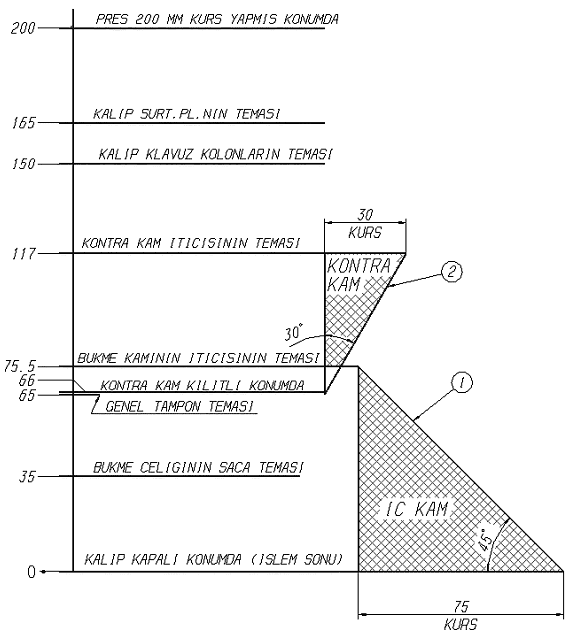 PRES 200 MM KURS YAPMIS KONUMDA
200
KALIP SURT.PL.NIN TEMASI
165
KALIP KLAVUZ KOLONLARIN TEMASI
150
30
KURS
KONTRA KAM ITICISININ TEMASI
117
KONTRA
KAM
2
30°
BUKME KAMININ ITICISININ TEMASI
75.5
66
KONTRA KAM KILITLI KONUMDA
65
GENEL TAMPON TEMASI
1
BUKME CELIGININ SACA TEMASI
35
IC KAM
45°
KALIP KAPALI KONUMDA (ISLEM SONU)
0
75
KURS